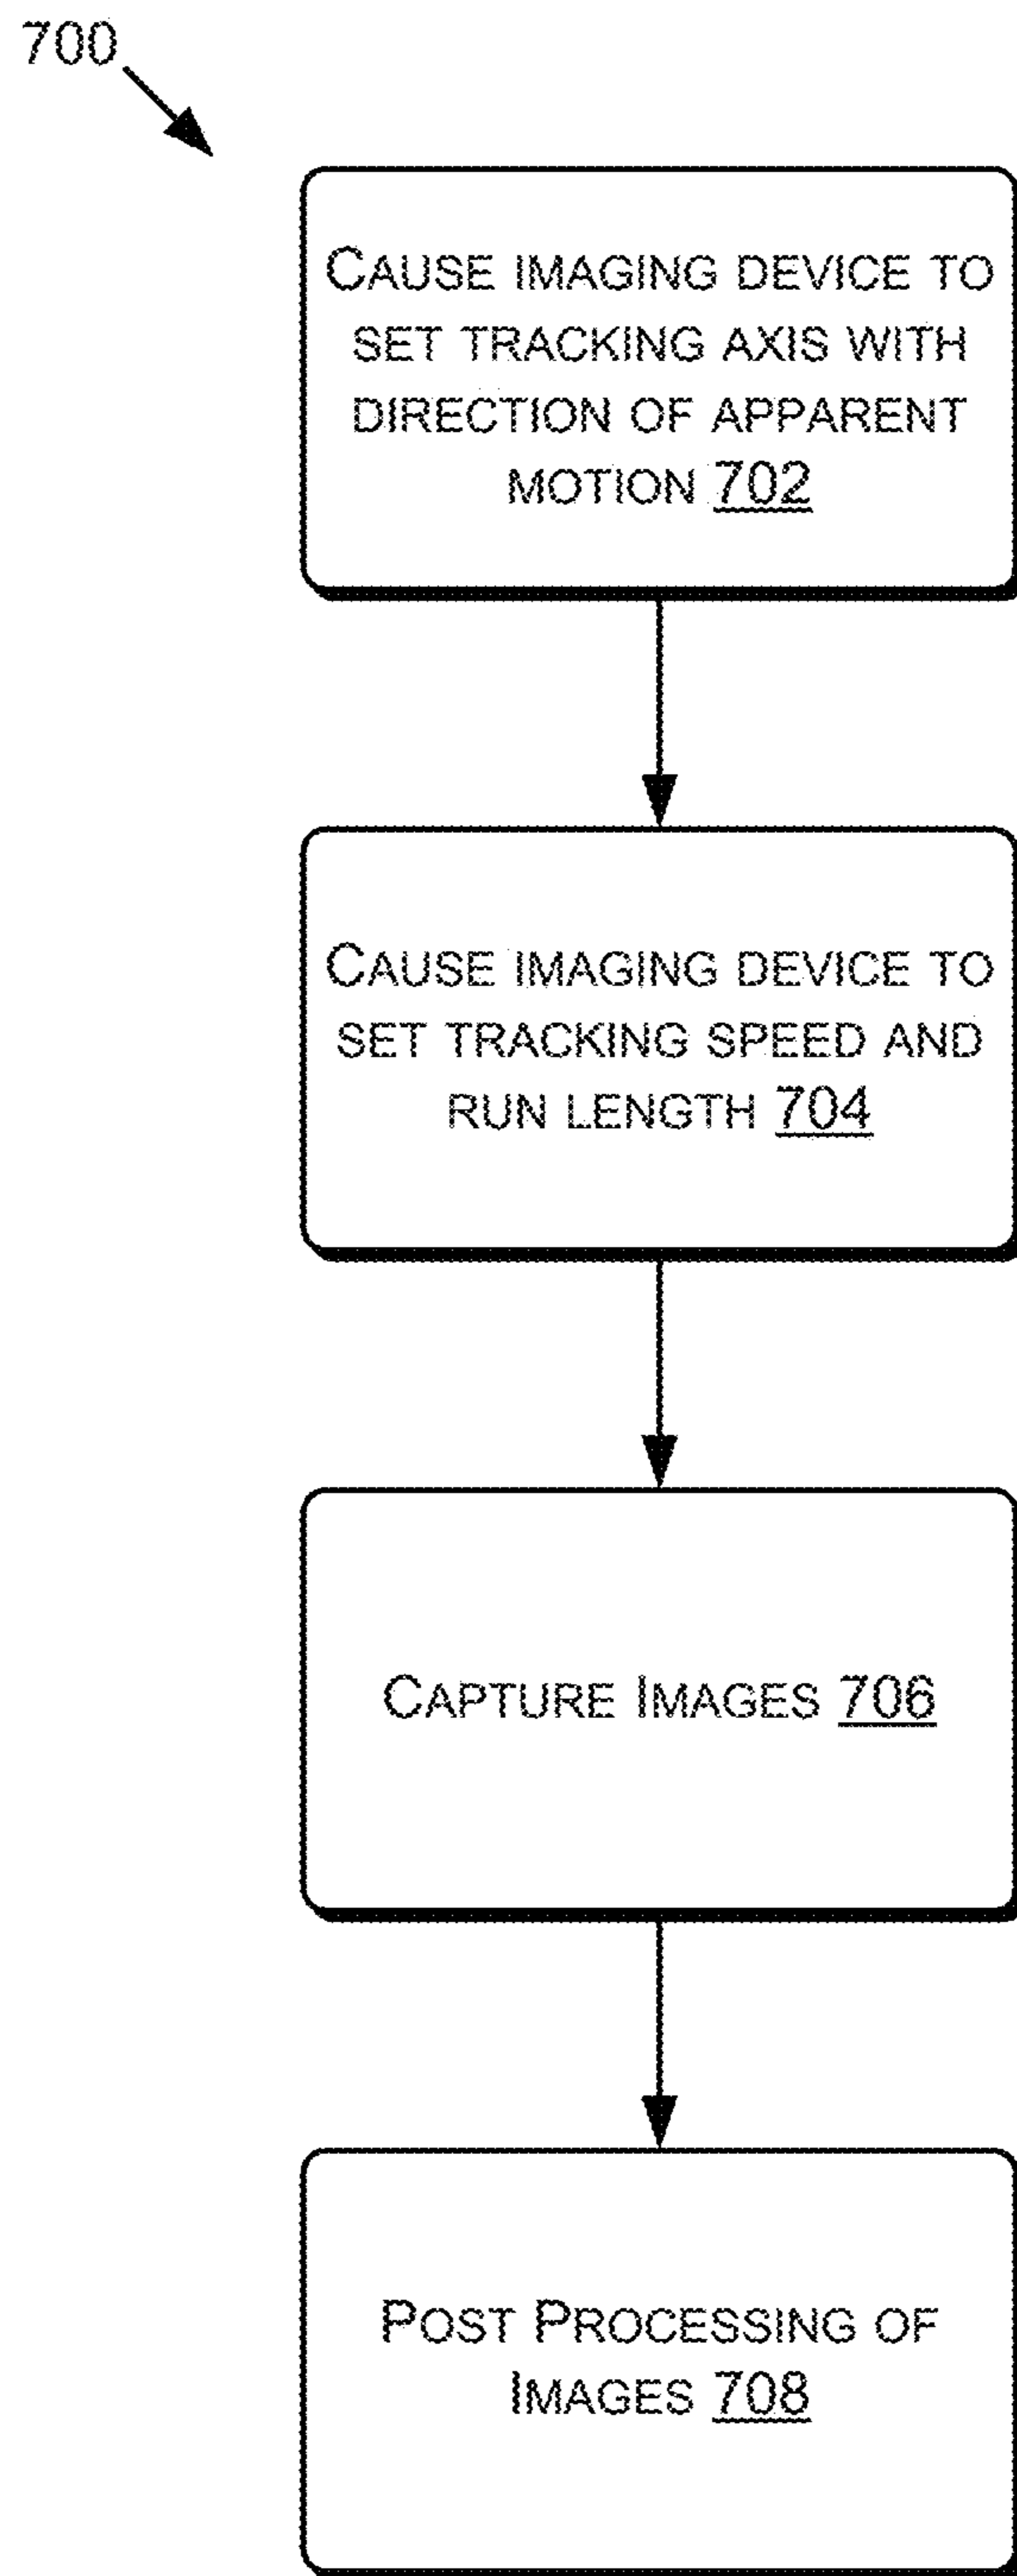 700
CAUSE IMAGING DEVICE TO
SET TRACKING AXIS WITH
DIRECTION OF APPARENT
MOTION 702
CAUSE IMAGING DEVICE TO
SET TRACKING SPEED AND
RUN LENGTH 704
CAPTURE IMAGES 706
POST PROCESSING OF
IMAGES 708